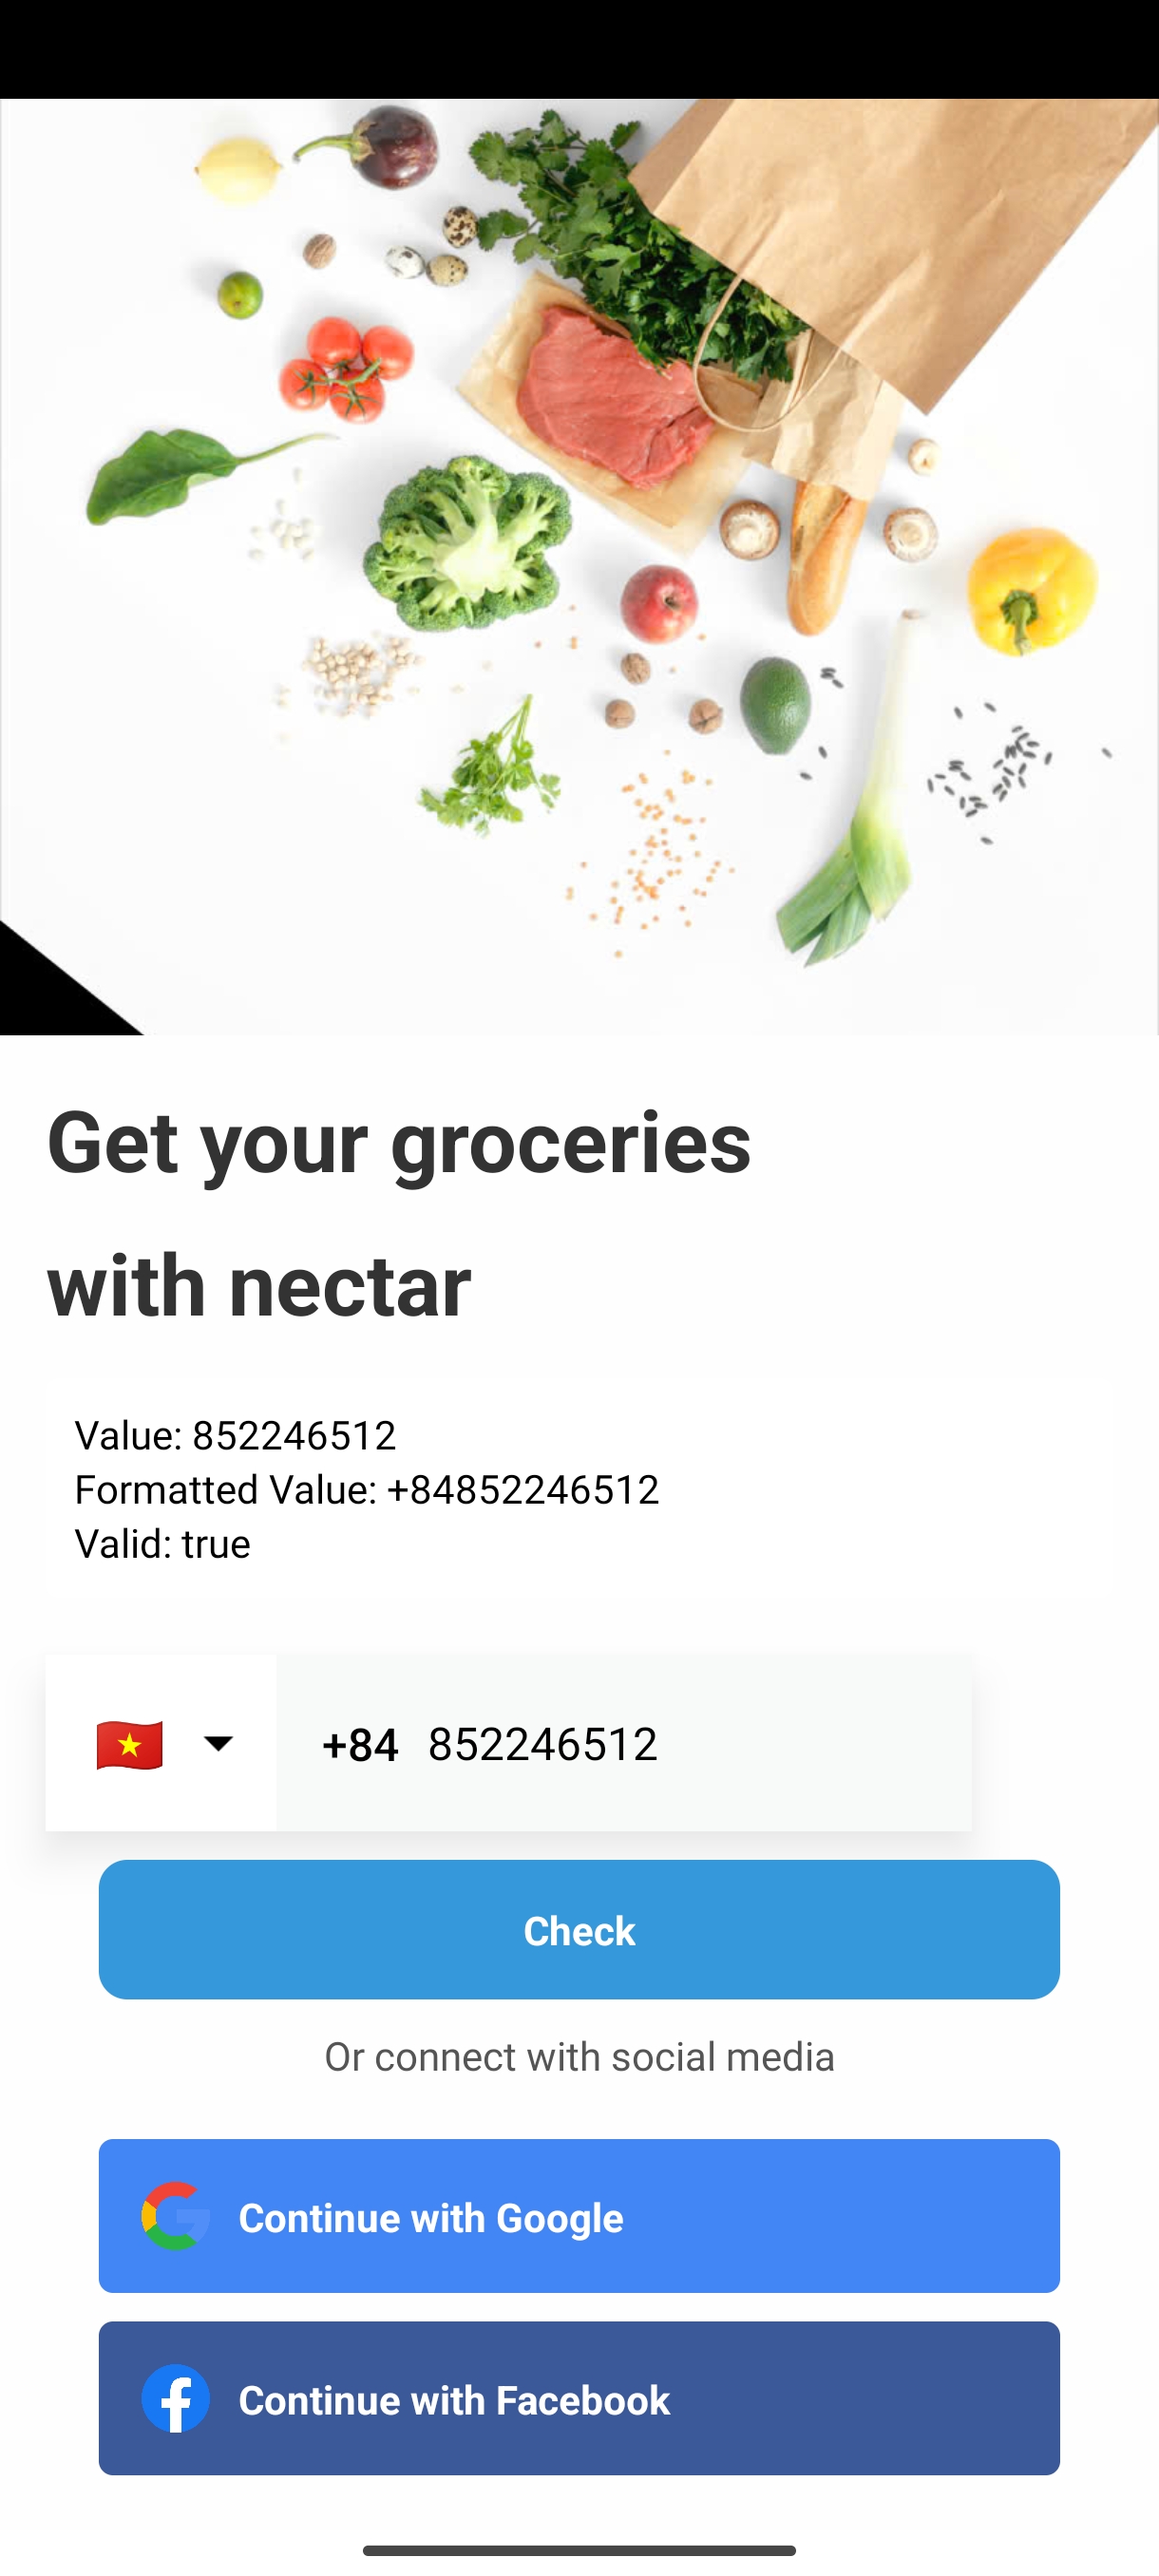 Get your groceries
with nectar
Value: 852246512
Formatted Value: +84852246512
Valid: true
+84 852246512
Check
Or connect with social media
Continue with Google
Continue with Facebook